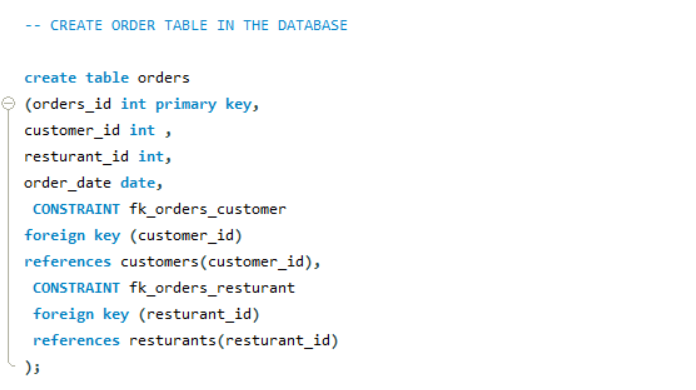 -- CREATE ORDER TABLE IN THE DATABASE
create table orders
(orders_id int primary key,
customer_id int ,
resturant_id int,
order_date date,
CONSTRAINT fk_orders_customer
foreign key (customer_id)
references customers(customer_id),
CONSTRAINT fk_orders_resturant
foreign key (resturant_id)
references resturants(resturant_id)
);